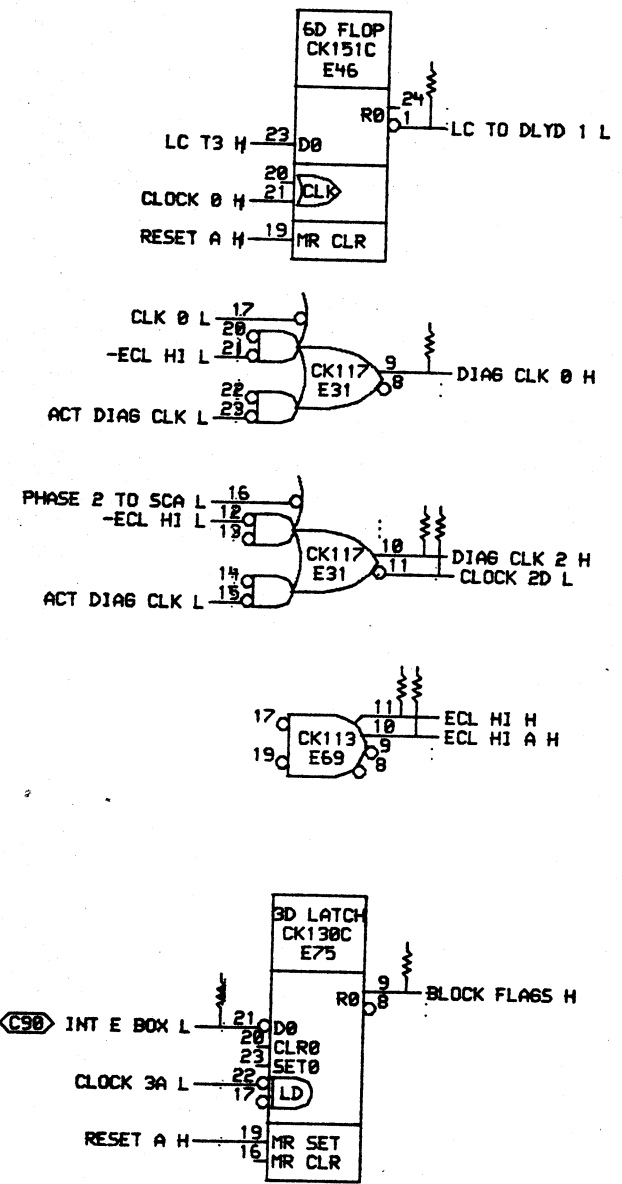 6D FLOP
CK151C
E46
R0
24
1
LC TO DLYD 1 L
LC T3 H
23
D0
20
21
CLK
CLOCK 0 H
RESET A H
19
MR CLR
CLK 0 L
17
20
-ECL HI L
21
CK117
E31
9
DIAG CLK 0 H
8
22
ACT DIAG CLK L
23
PHASE 2 TO SCA L
16
-ECL HI L
12
13
CK117
E31
10
DIAG CLK 2 H
11
CLOCK 2D L
14
ACT DIAG CLK L
15
17
CK113
E69
19
11
ECL HI H
10
ECL HI A H
9
8
3D LATCH
CK130C
E75
R0
9
BLOCK FLAGS H
8
C90
INT E BOX L
21
D0
20
CLR0
23
SET0
CLOCK 3A L
22
17
LD
RESET A H
19
MR SET
16
MR CLR